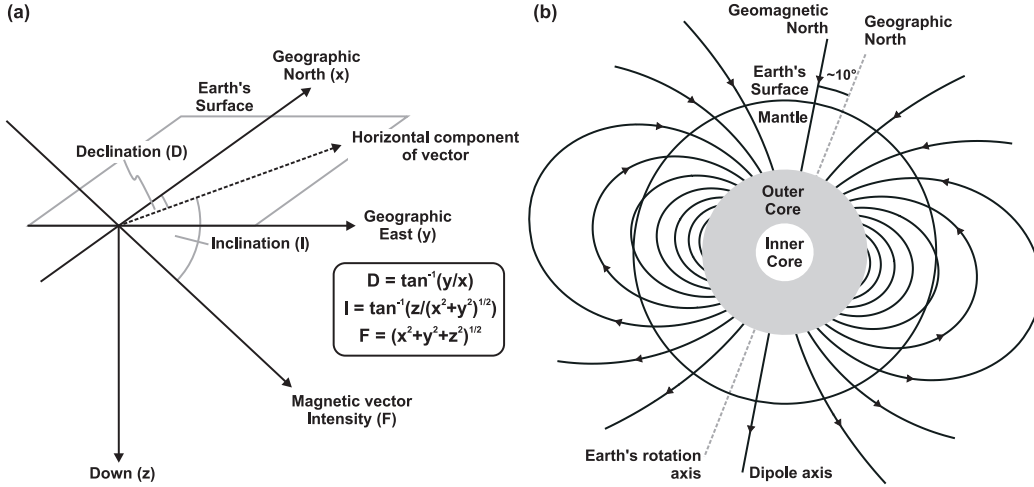 (a)
Geographic
North (x)
Earth's
Surface
Declination (D)
Horizontal component
of vector
Geographic
East (y)
Inclination (I)
D = tan⁻¹(y/x)
I = tan⁻¹(z/(x²+y²)¹/²)
F = (x²+y²+z²)¹/²
Magnetic vector
Intensity (F)
Down (z)
(b)
Geomagnetic
North
Geographic
North
~10°
Earth's
Surface
Mantle
Outer
Core
Inner
Core
Earth's rotation
axis
Dipole axis